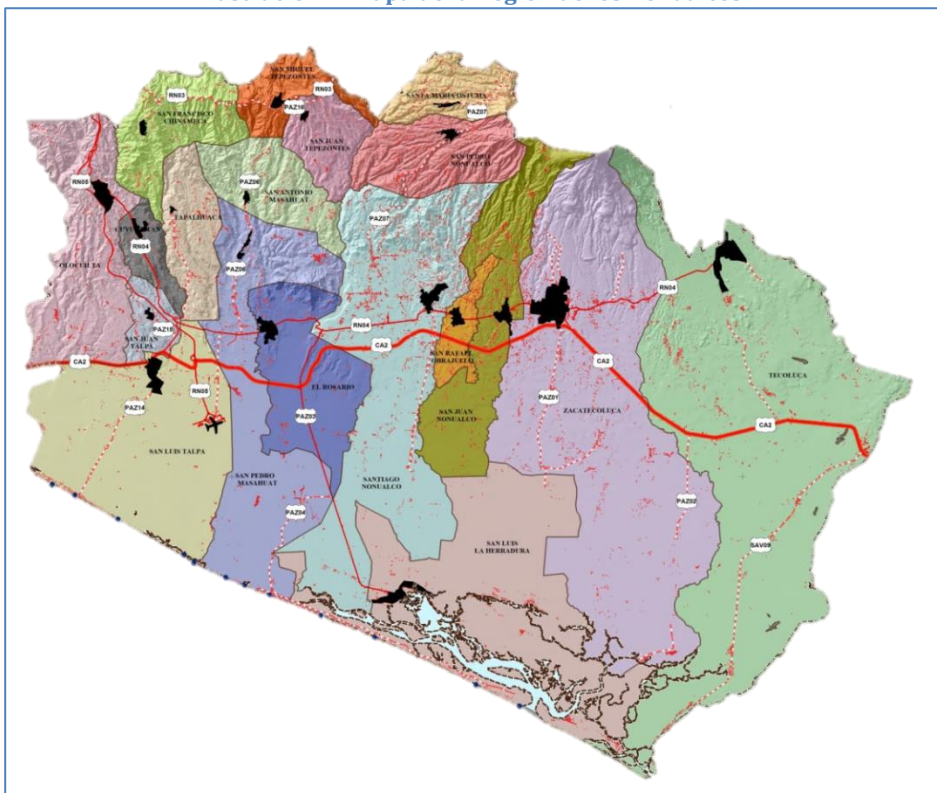 SAN MIGUEL
TEPEZONTES
RN03
RN03
PAZ16
SANTA MARIA OSTUMA
PAZ07
SAN FRANCISCO
CHINAMECA
SAN JUAN
TEPEZONTES
SAN PEDRO
NONUALCO
RN05
PAZ06
SAN ANTONIO
MASAHUAT
TAPALHUACA
PAZ07
CUYULTITAN
RN04
OLOCUILTA
PAZ06
RN04
RN04
PAZ15
SAN JUAN
TALPA
CA2
CA2
SAN RAFAEL
OBRAJUELO
CA2
TECOLUCA
EL ROSARIO
RN05
PAZ14
PAZ03
PAZ01
SAN JUAN
NONUALCO
ZACATECOLUCA
CA2
SAN LUIS TALPA
SAN PEDRO
MASAHUAT
SANTIAGO
NONUALCO
PAZ02
PAZ04
SAN LUIS
LA HERRADURA
SAV09